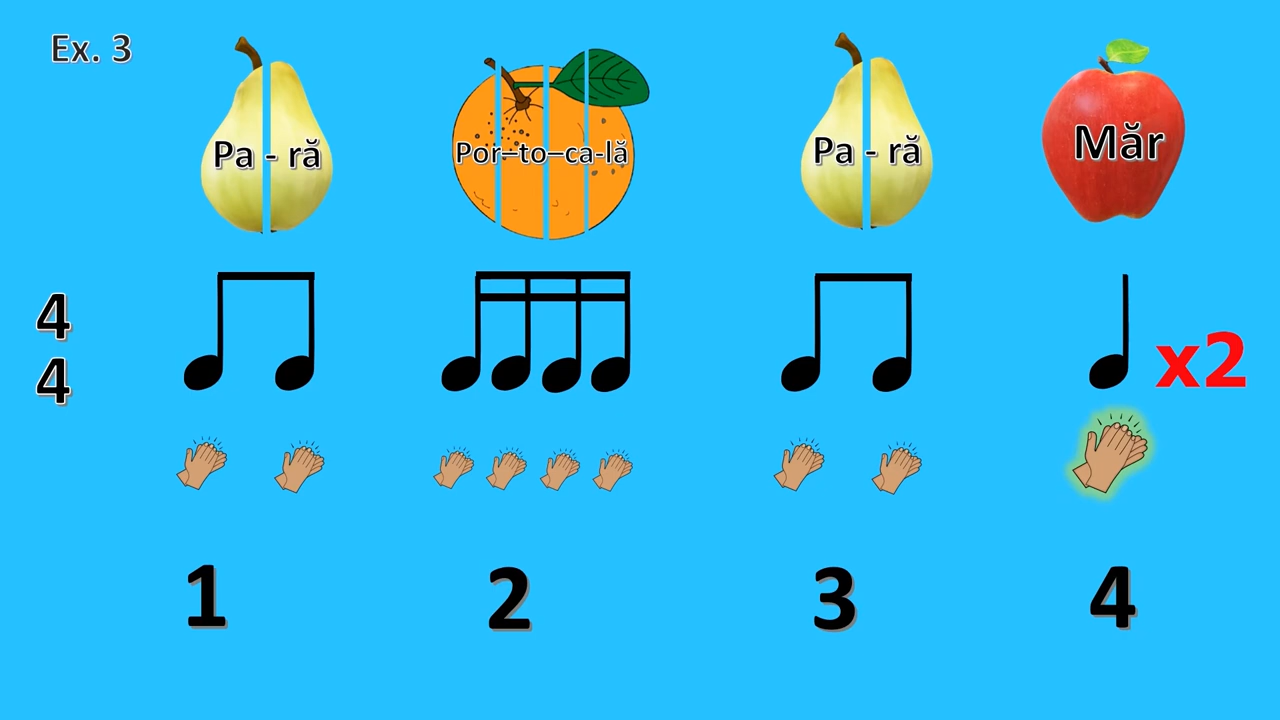 Ex. 3
Pa - ră
Por–to–ca-lă
Pa - ră
Măr
4
4
x2
1
2
3
4